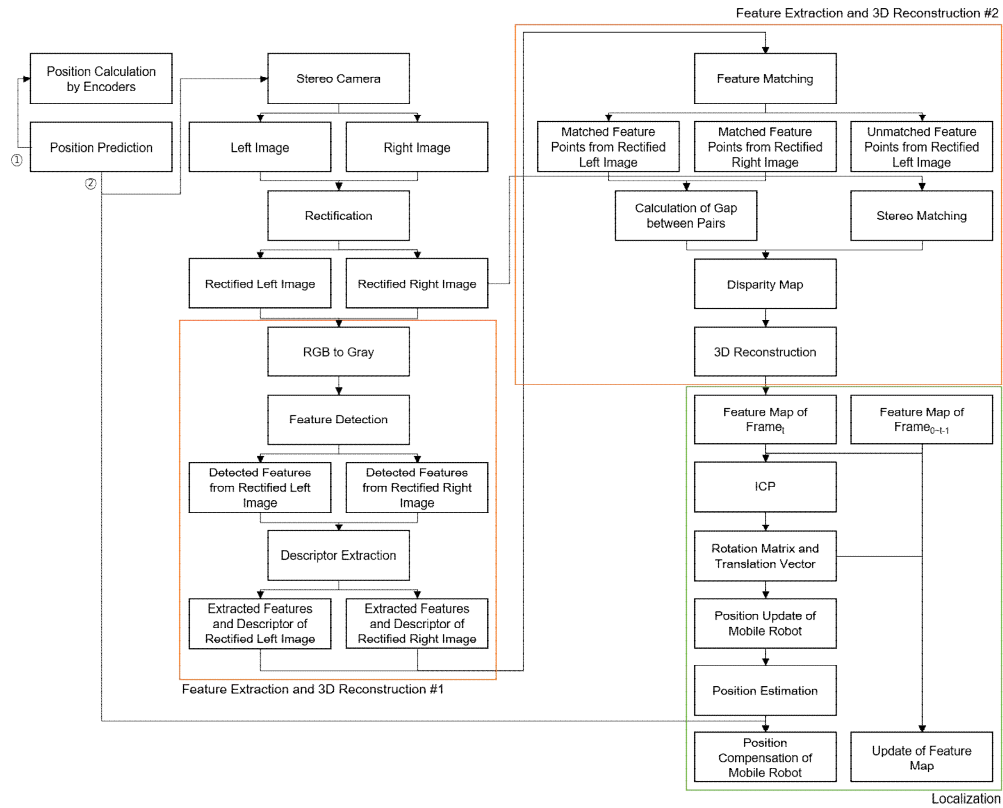 Feature Extraction and 3D Reconstruction #2
Position Calculation
by Encoders
Position Prediction
①
②
Stereo Camera
Left Image
Right Image
Rectification
Rectified Left Image
Rectified Right Image
RGB to Gray
Feature Detection
Detected Features
from Rectified Left
Image
Detected Features
from Rectified Right
Image
Descriptor Extraction
Extracted Features
and Descriptor of
Rectified Left Image
Extracted Features
and Descriptor of
Rectified Right Image
Feature Extraction and 3D Reconstruction #1
Feature Matching
Matched Feature
Points from Rectified
Left Image
Matched Feature
Points from Rectified
Right Image
Unmatched Feature
Points from Rectified
Left Image
Calculation of Gap
between Pairs
Stereo Matching
Disparity Map
3D Reconstruction
Feature Map of
Frame_t
Feature Map of
Frame_0~t-1
ICP
Rotation Matrix and
Translation Vector
Position Update of
Mobile Robot
Position Estimation
Position
Compensation of
Mobile Robot
Update of Feature
Map
Localization